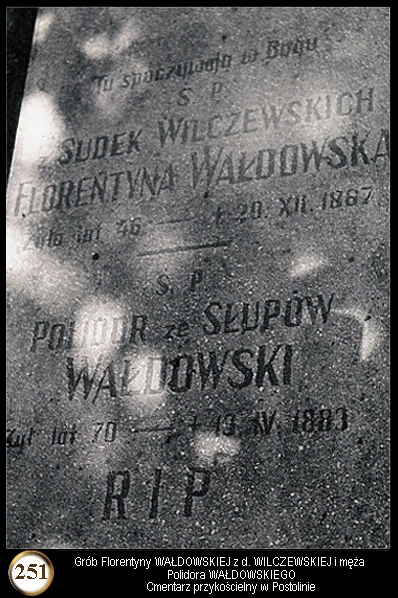 Tu spoczywają w Bogu
S. P.
z SUDEK WILCZEWSKICH
FLORENTYNA WAŁDOWSKA
Żyła lat 46 — † 20. XII. 1867
S. P.
POLIDOR ze SŁUPÓW
WAŁDOWSKI
Żył lat 70 — † 19. IV. 1883
R I P
251
Grób Florentyny WAŁDOWSKIEJ z d. WILCZEWSKIEJ i męża
Polidora WAŁDOWSKIEGO
Cmentarz przykościelny w Postolinie